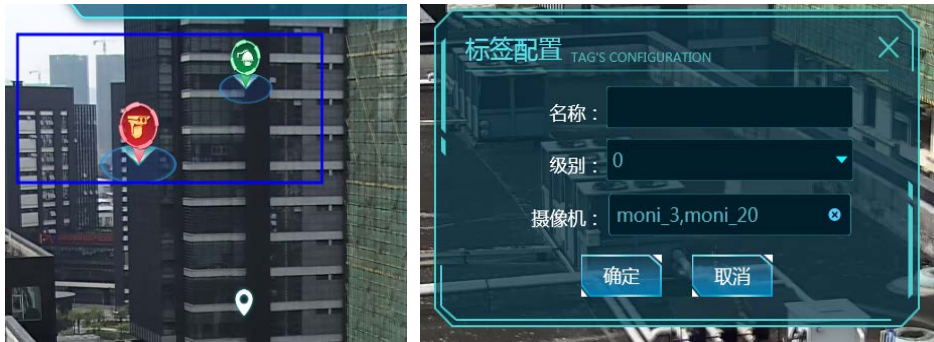 标签配置 TAG'S CONFIGURATION
名称：
级别： 0
摄像机： moni_3,moni_20
确定 取消